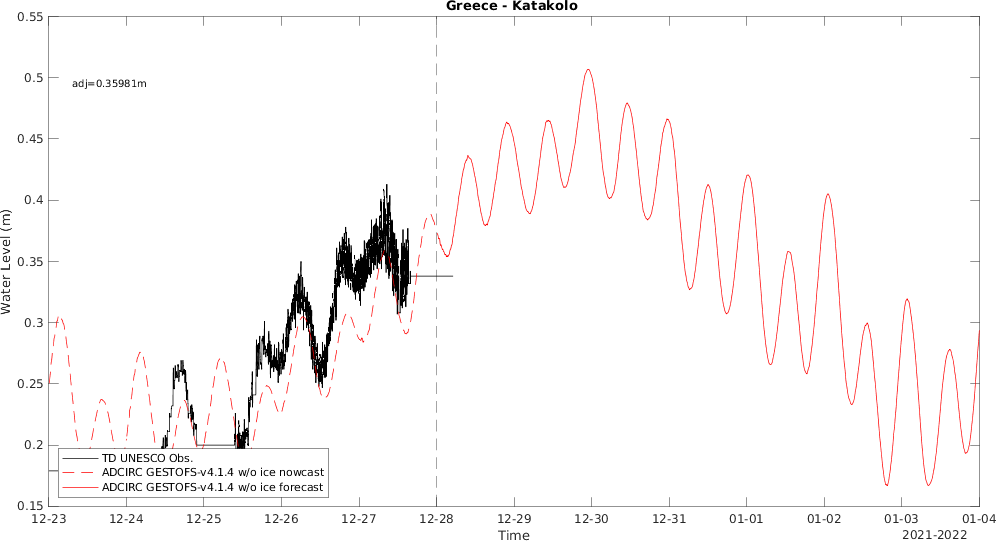 Greece - Katakolo
0.55
0.5
0.45
0.4
0.35
0.3
0.25
0.2
0.15
Water Level (m)
adj=0.35981m
TD UNESCO Obs.
ADCIRC GESTOFS-v4.1.4 w/o ice nowcast
ADCIRC GESTOFS-v4.1.4 w/o ice forecast
12-23 12-24 12-25 12-26 12-27 12-28 12-29 12-30 12-31 01-01 01-02 01-03 01-04
Time
2021-2022